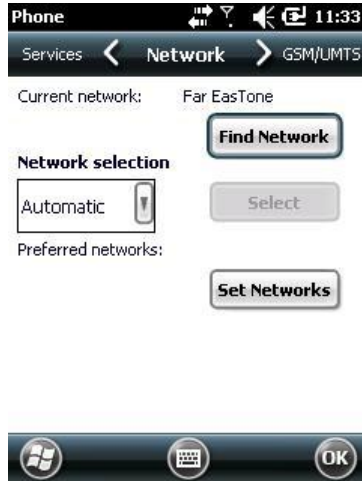 Phone 11:33
Services Network GSM/UMTS
Current network: Far EasTone
Find Network
Network selection
Automatic Select
Preferred networks:
Set Networks
OK